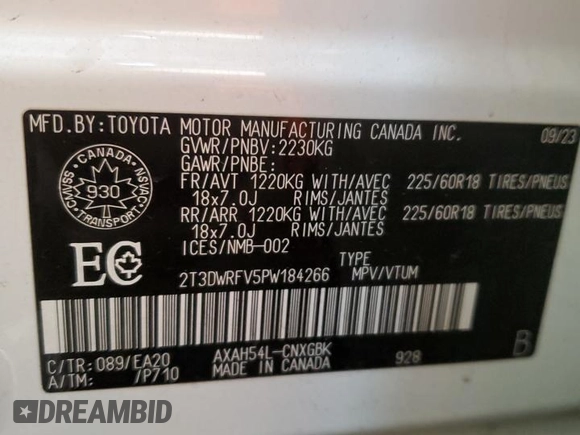 MFD.BY:TOYOTA MOTOR MANUFACTURING CANADA INC. 09/23
GVWR/PNBV:2230KG
GAWR/PNBE:
FR/AVT 1220KG WITH/AVEC 225/60R18 TIRES/PNEUS
18x7.0J RIMS/JANTES
RR/ARR 1220KG WITH/AVEC 225/60R18 TIRES/PNEUS
18x7.0J RIMS/JANTES
ICES/NMB-002
CANADA
930
CMVSS NSVAC
TRANSPORT
EC
TYPE
2T3DWRFV5PW184266 MPV/VTUM
C/TR:089/EA20 AXAH54L-CNXGBK 928 B
A/TM: /P710 MADE IN CANADA
DREAMBID